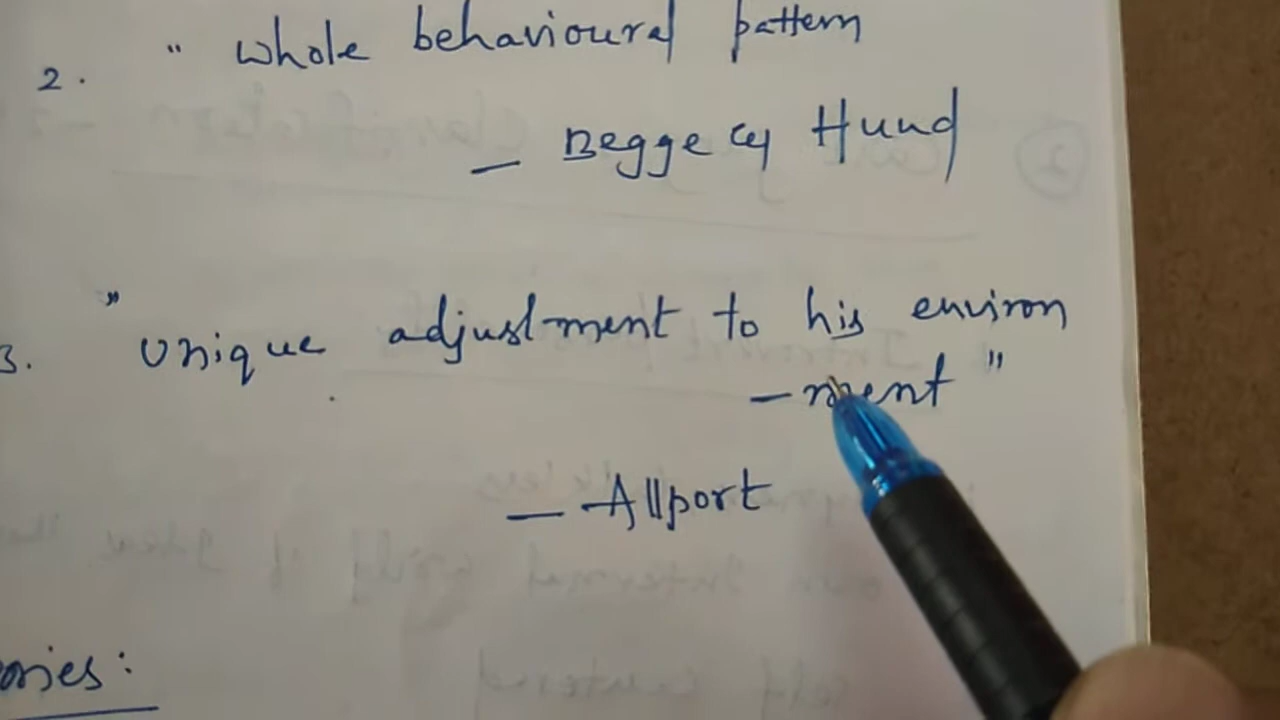 2. " whole behavioural pattern
— Beggecy Hund
3. " unique adjustment to his environ
— ment "
— Allport
ories: